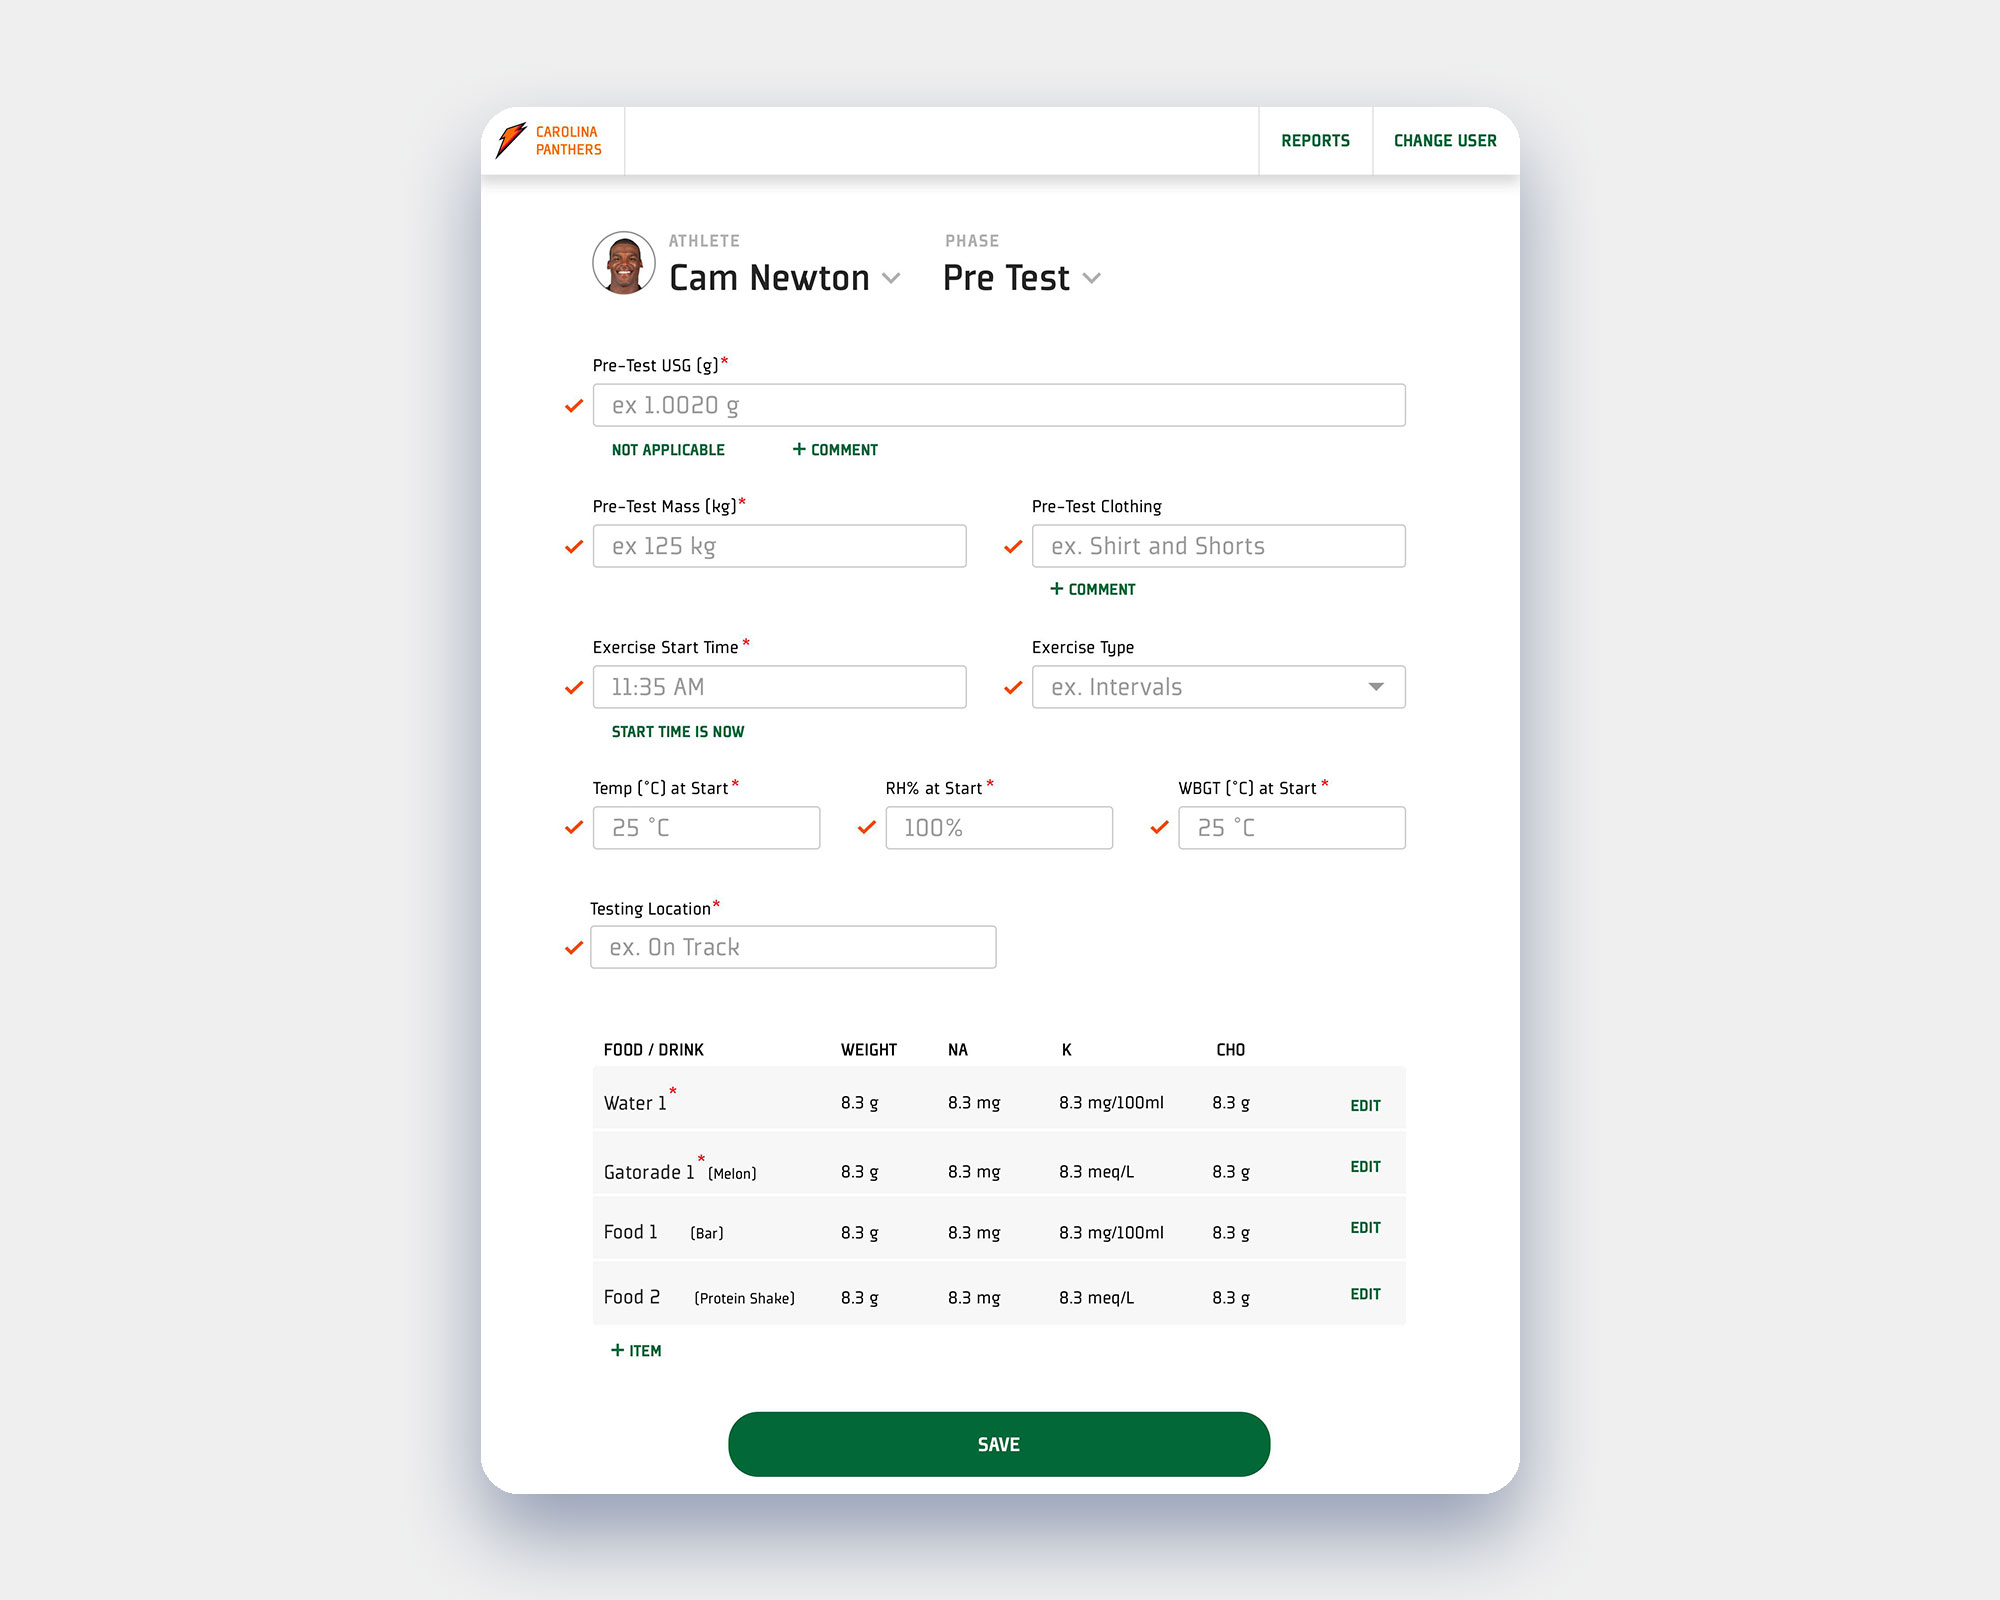 CAROLINA
PANTHERS
REPORTS
CHANGE USER
ATHLETE
PHASE
Cam Newton
Pre Test
Pre-Test USG (g)*
ex 1.0020 g
NOT APPLICABLE
+ COMMENT
Pre-Test Mass (kg)*
Pre-Test Clothing
ex 125 kg
ex. Shirt and Shorts
+ COMMENT
Exercise Start Time*
Exercise Type
11:35 AM
ex. Intervals
START TIME IS NOW
Temp (°C) at Start*
RH% at Start*
WBGT (°C) at Start*
25 °C
100%
25 °C
Testing Location*
ex. On Track
FOOD / DRINK WEIGHT NA K CHO
Water 1* 8.3 g 8.3 mg 8.3 mg/100ml 8.3 g EDIT
Gatorade 1* (Melon) 8.3 g 8.3 mg 8.3 meq/L 8.3 g EDIT
Food 1 (Bar) 8.3 g 8.3 mg 8.3 mg/100ml 8.3 g EDIT
Food 2 (Protein Shake) 8.3 g 8.3 mg 8.3 meq/L 8.3 g EDIT
+ ITEM
SAVE